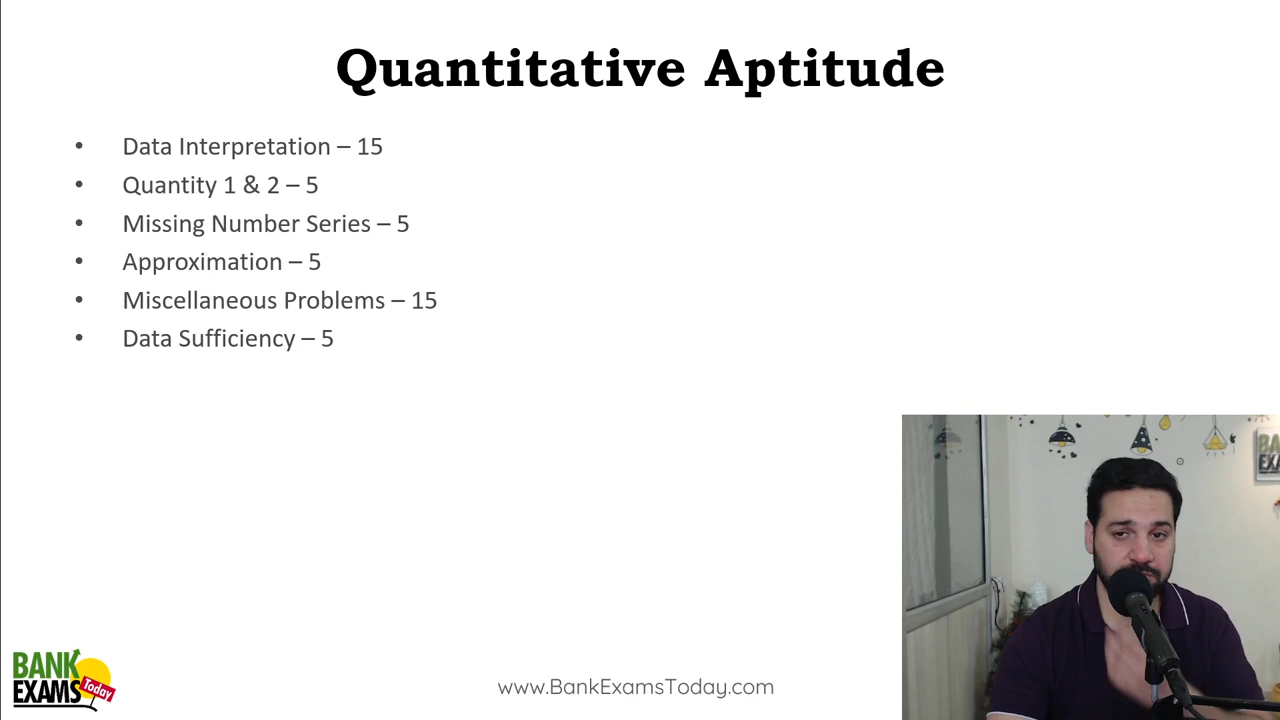 Quantitative Aptitude
• Data Interpretation – 15
• Quantity 1 & 2 – 5
• Missing Number Series – 5
• Approximation – 5
• Miscellaneous Problems – 15
• Data Sufficiency – 5
BANK
EXAMS
Today
www.BankExamsToday.com